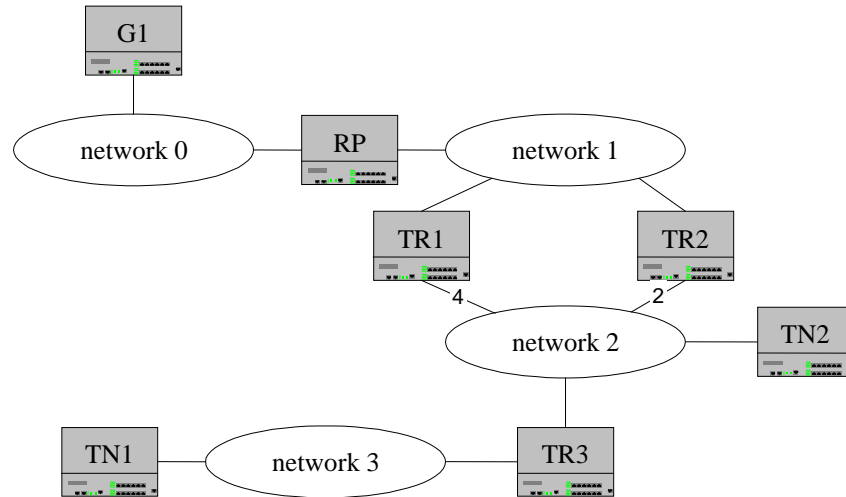 G1
network 0
RP
network 1
TR1
TR2
4
2
network 2
TN2
TN1
network 3
TR3